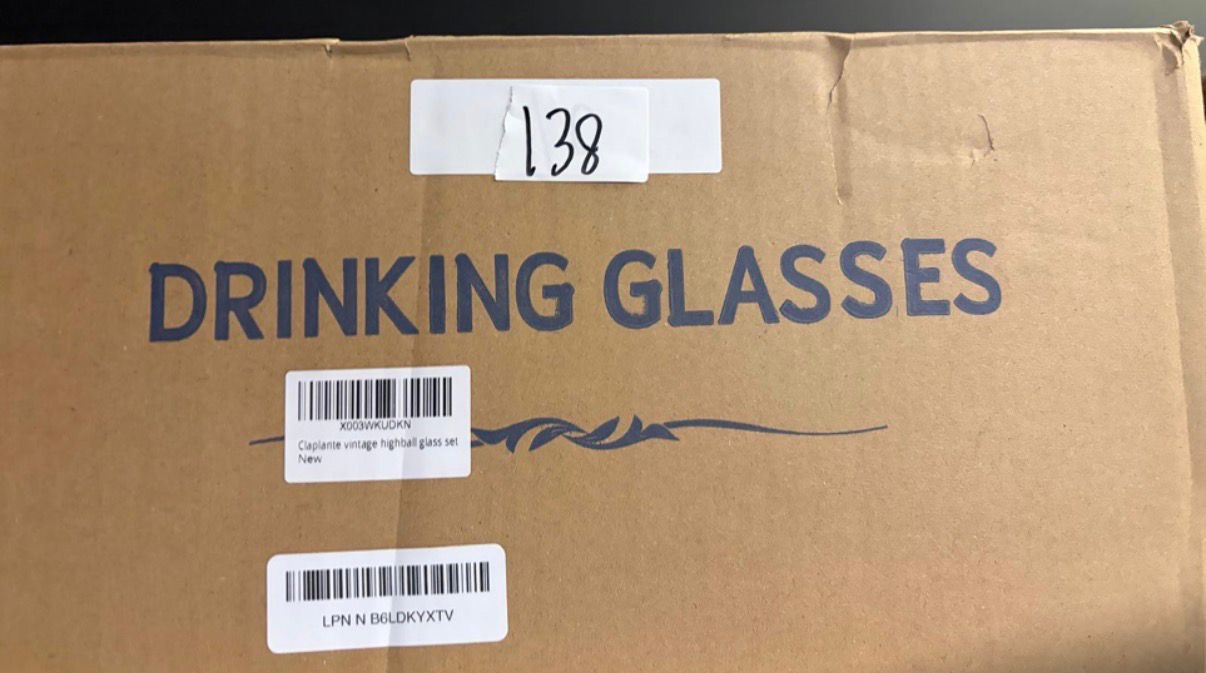 138
DRINKING GLASSES
X003WKUDKN
Claplante vintage highball glass set
New
LPN N B6LDKYXTV